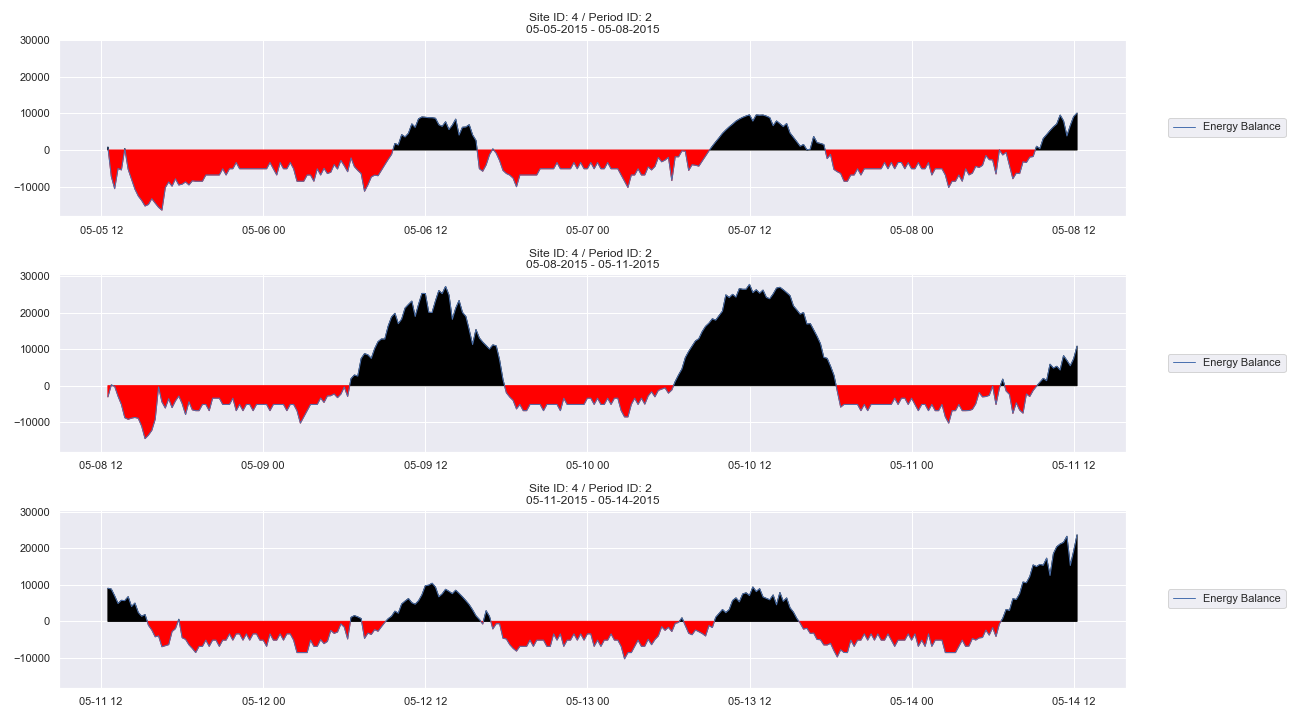 Site ID: 4 / Period ID: 2
05-05-2015 - 05-08-2015
30000
20000
10000
0
−10000
05-05 12 05-06 00 05-06 12 05-07 00 05-07 12 05-08 00 05-08 12
Energy Balance
Site ID: 4 / Period ID: 2
05-08-2015 - 05-11-2015
30000
20000
10000
0
−10000
05-08 12 05-09 00 05-09 12 05-10 00 05-10 12 05-11 00 05-11 12
Energy Balance
Site ID: 4 / Period ID: 2
05-11-2015 - 05-14-2015
30000
20000
10000
0
−10000
05-11 12 05-12 00 05-12 12 05-13 00 05-13 12 05-14 00 05-14 12
Energy Balance